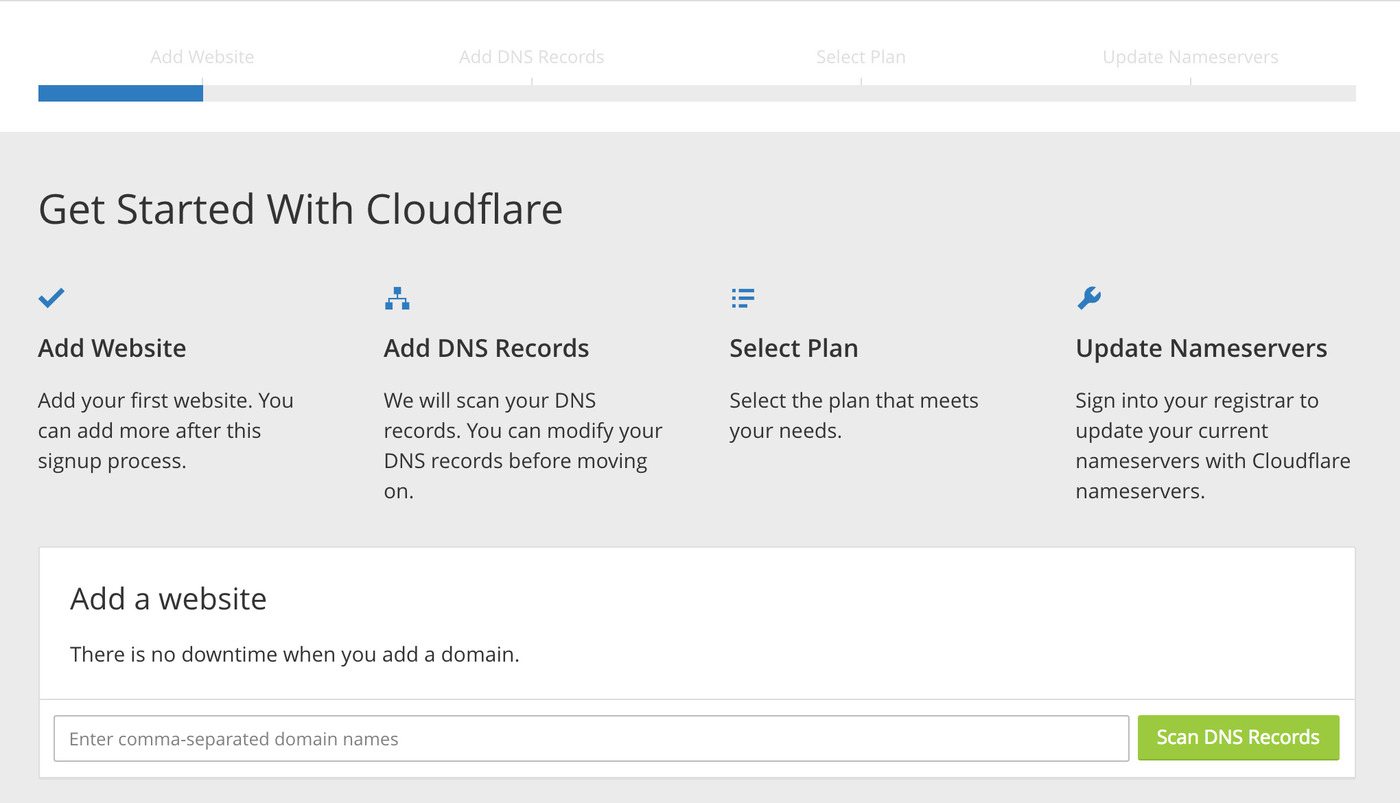 Add Website
Add DNS Records
Select Plan
Update Nameservers
Get Started With Cloudflare
Add Website
Add your first website. You
can add more after this
signup process.
Add DNS Records
We will scan your DNS
records. You can modify your
DNS records before moving
on.
Select Plan
Select the plan that meets
your needs.
Update Nameservers
Sign into your registrar to
update your current
nameservers with Cloudflare
nameservers.
Add a website
There is no downtime when you add a domain.
Enter comma-separated domain names
Scan DNS Records